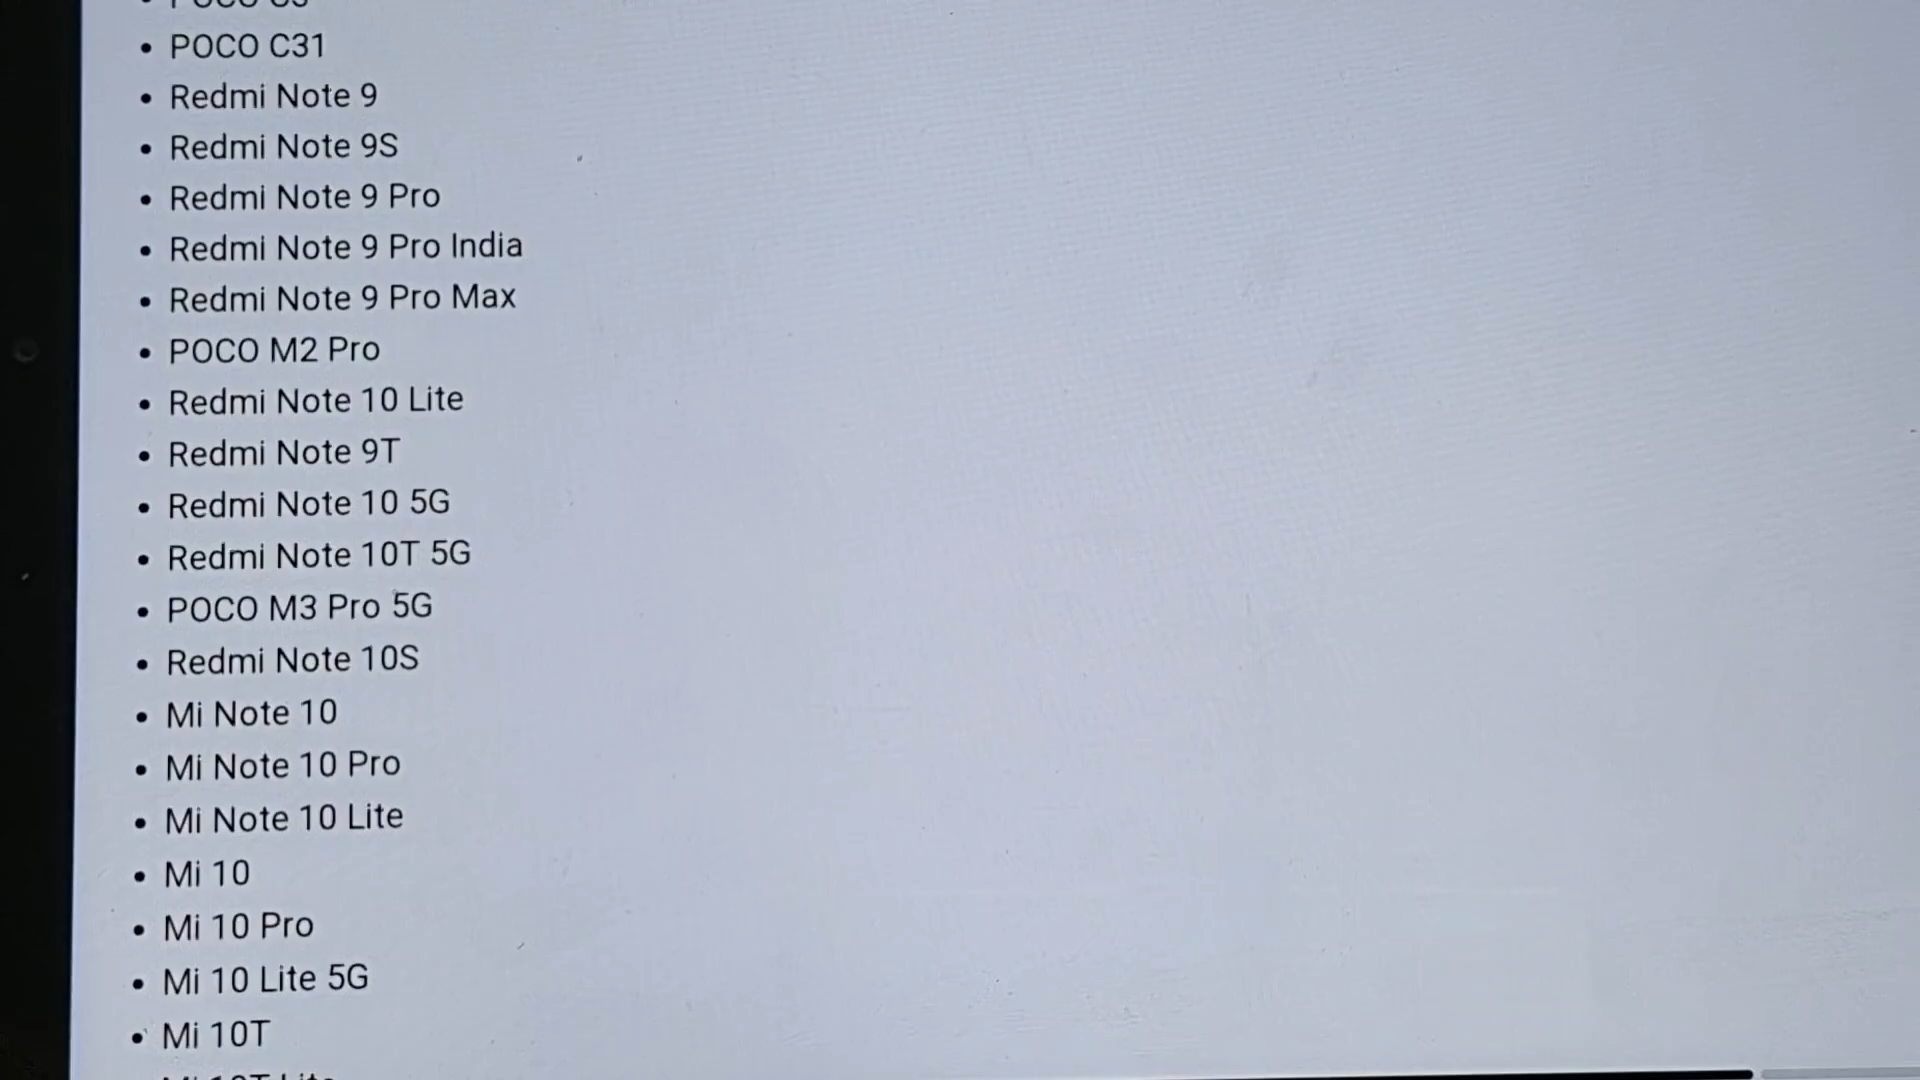 POCO C31
Redmi Note 9
Redmi Note 9S
Redmi Note 9 Pro
Redmi Note 9 Pro India
Redmi Note 9 Pro Max
POCO M2 Pro
Redmi Note 10 Lite
Redmi Note 9T
Redmi Note 10 5G
Redmi Note 10T 5G
POCO M3 Pro 5G
Redmi Note 10S
Mi Note 10
Mi Note 10 Pro
Mi Note 10 Lite
Mi 10
Mi 10 Pro
Mi 10 Lite 5G
Mi 10T